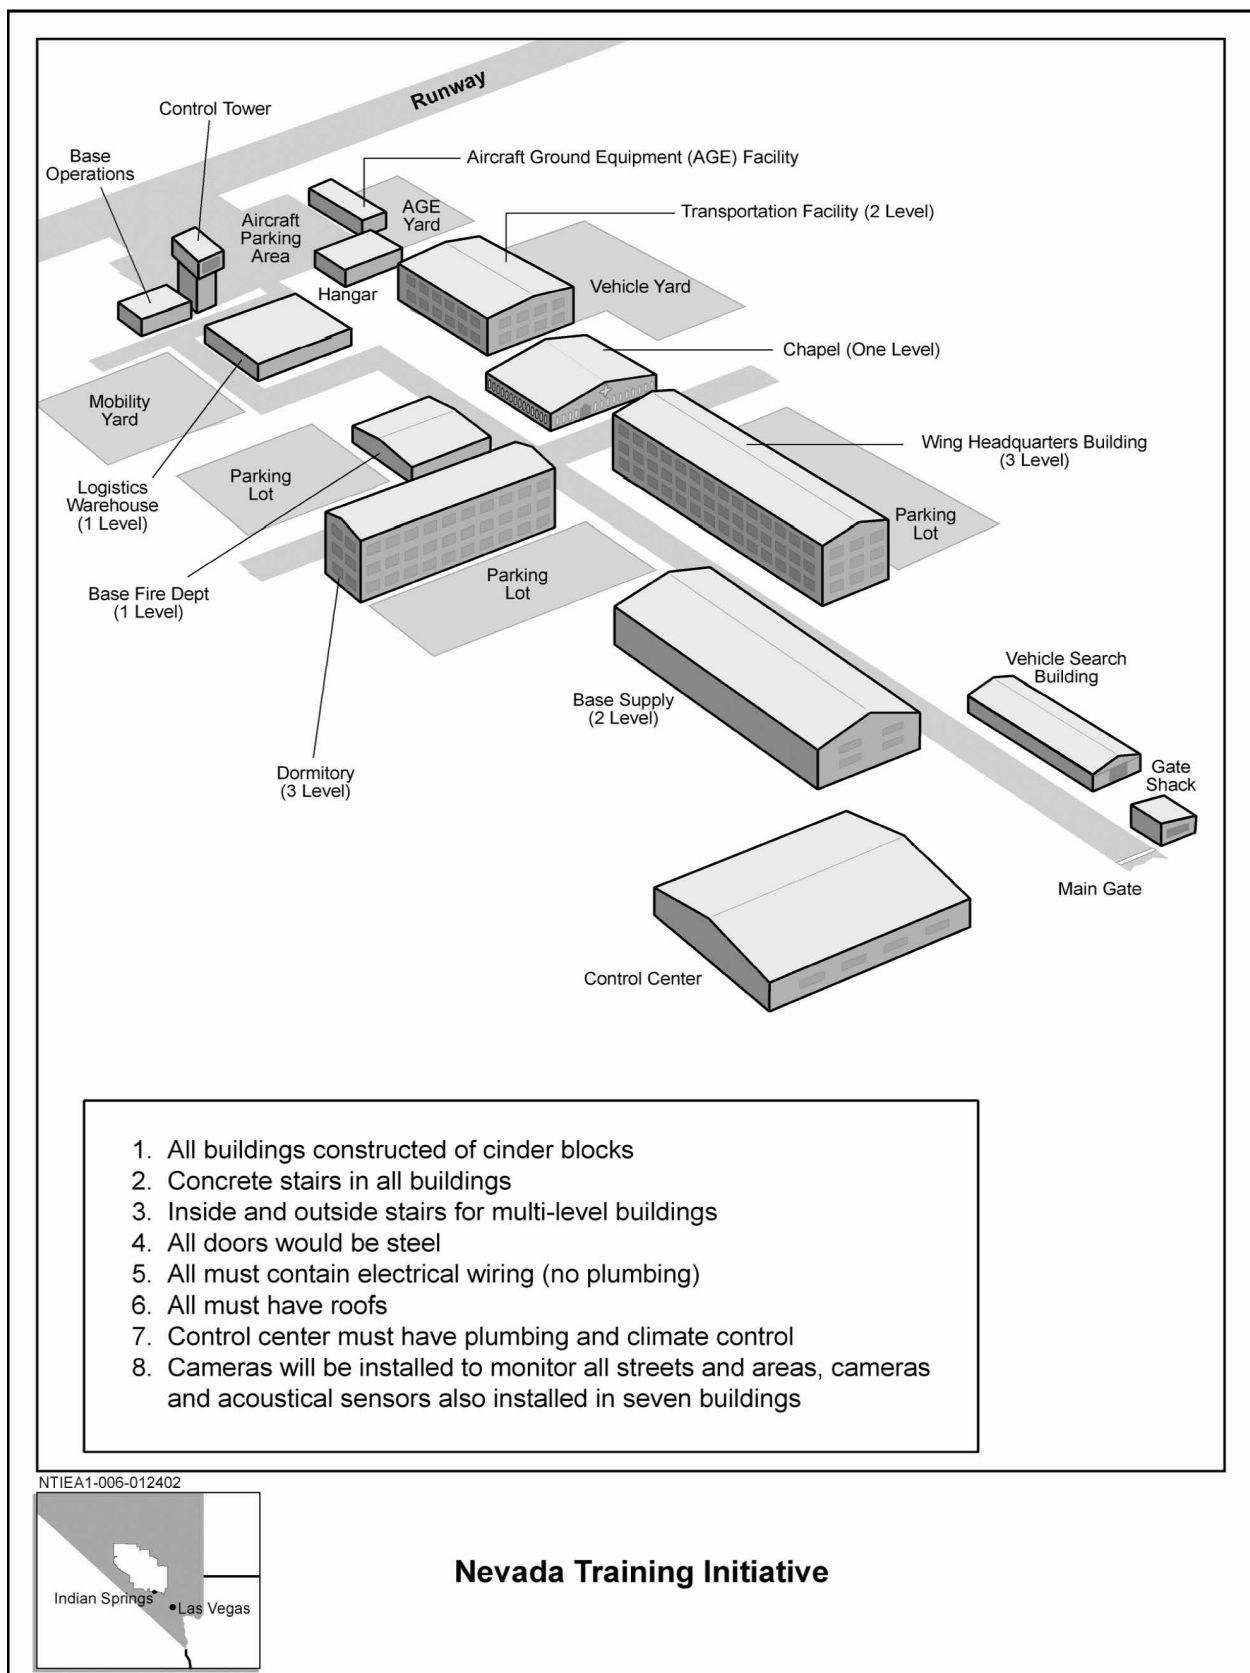 Runway
Control Tower
Base
Operations
Aircraft Ground Equipment (AGE) Facility
AGE
Yard
Aircraft
Parking
Area
Transportation Facility (2 Level)
Hangar
Vehicle Yard
Chapel (One Level)
Mobility
Yard
Wing Headquarters Building
(3 Level)
Logistics
Warehouse
(1 Level)
Parking
Lot
Parking
Lot
Base Fire Dept
(1 Level)
Parking
Lot
Vehicle Search
Building
Base Supply
(2 Level)
Dormitory
(3 Level)
Gate
Shack
Main Gate
Control Center
1. All buildings constructed of cinder blocks
2. Concrete stairs in all buildings
3. Inside and outside stairs for multi-level buildings
4. All doors would be steel
5. All must contain electrical wiring (no plumbing)
6. All must have roofs
7. Control center must have plumbing and climate control
8. Cameras will be installed to monitor all streets and areas, cameras
and acoustical sensors also installed in seven buildings
NTIEA1-006-012402
Indian Springs
Las Vegas
Nevada Training Initiative